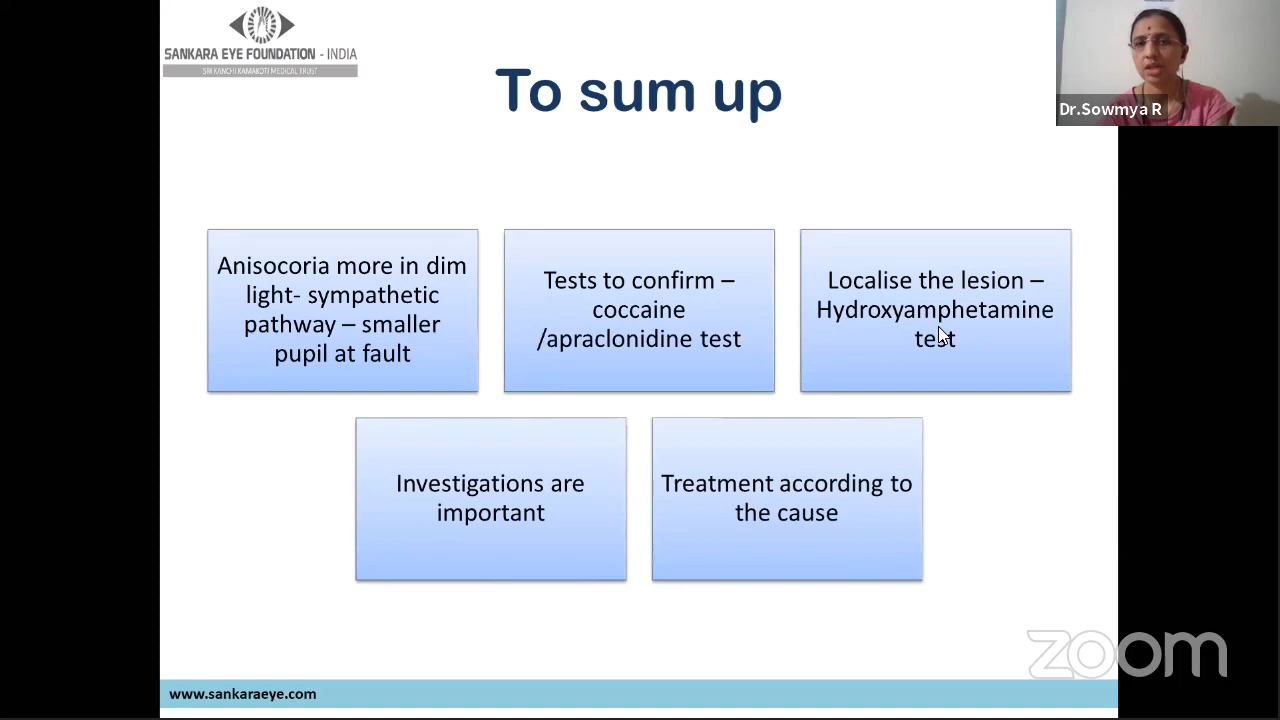 SANKARA EYE FOUNDATION - INDIA
SRI KANCHI KAMAKOTI MEDICAL TRUST
To sum up
Dr.Sowmya R
Anisocoria more in dim
light- sympathetic
pathway – smaller
pupil at fault
Tests to confirm –
coccaine
/apraclonidine test
Localise the lesion –
Hydroxyamphetamine
test
Investigations are
important
Treatment according to
the cause
zoom
www.sankaraeye.com